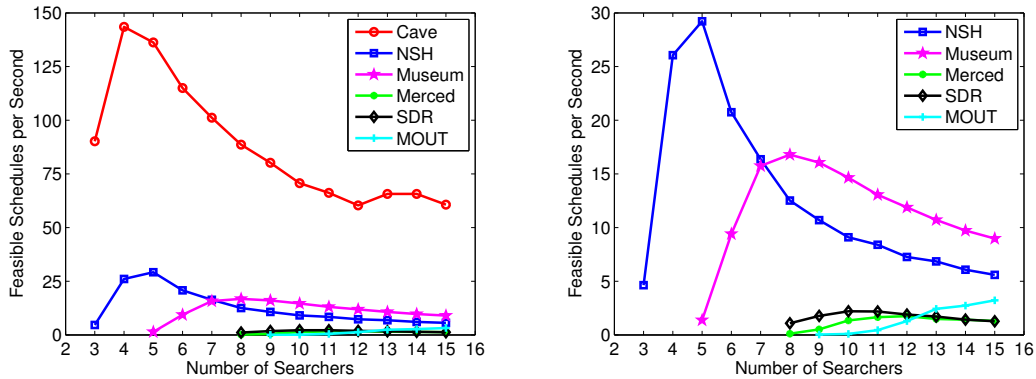 Feasible Schedules per Second
150
125
100
75
50
25
0
2 3 4 5 6 7 8 9 10 11 12 13 14 15 16
Number of Searchers
Cave
NSH
Museum
Merced
SDR
MOUT
Feasible Schedules per Second
30
25
20
15
10
5
0
2 3 4 5 6 7 8 9 10 11 12 13 14 15 16
Number of Searchers
NSH
Museum
Merced
SDR
MOUT